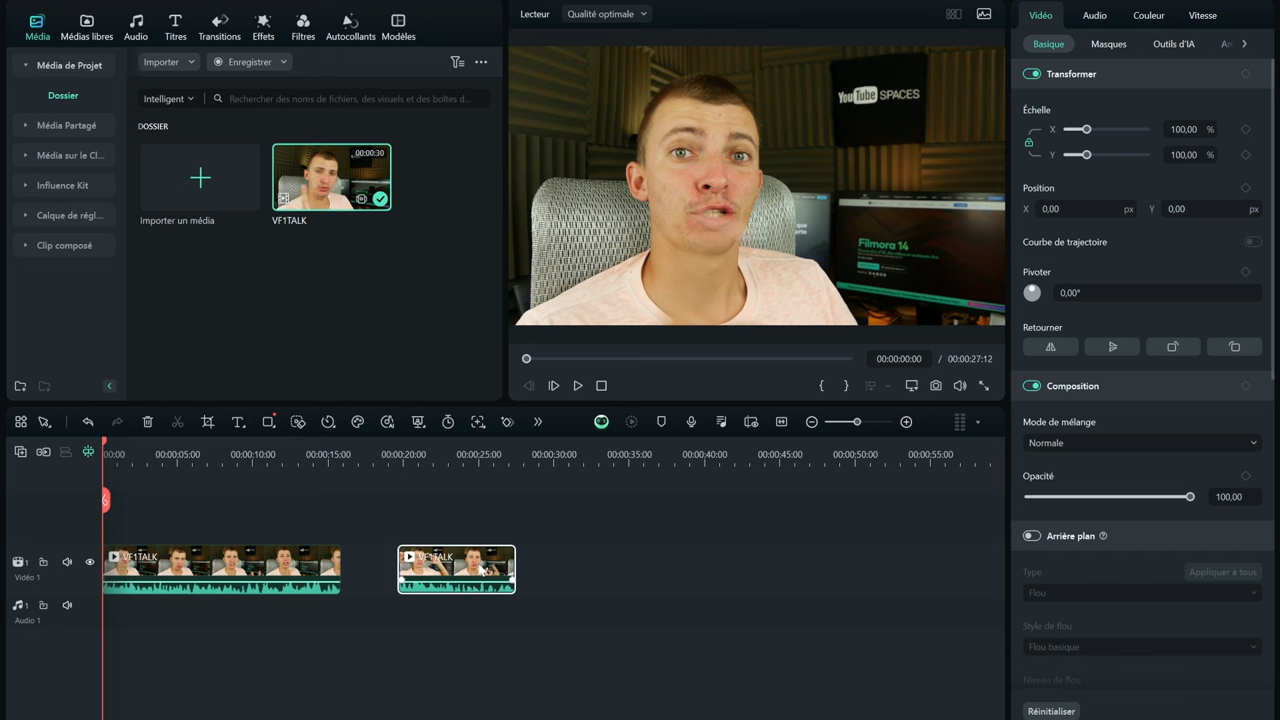 Média
Médias libres
Audio
Titres
Transitions
Effets
Filtres
Autocollants
Modèles
Média de Projet
Dossier
Média Partagé
Média sur le Cl...
Influence Kit
Calque de régl...
Clip composé
Importer
Enregistrer
Intelligent
Rechercher des noms de fichiers, des visuels et des boîtes d...
DOSSIER
00:00:30
Importer un média
VF1TALK
Lecteur
Qualité optimale
YouTube SPACES
Filmora 14
00:00:00:00 / 00:00:27:12
Vidéo
Audio
Couleur
Vitesse
Basique
Masques
Outils d'IA
Transformer
Échelle
X 100,00 %
Y 100,00 %
Position
X 0,00 px Y 0,00 px
Courbe de trajectoire
Pivoter
0,00°
Retourner
Composition
Mode de mélange
Normale
Opacité
100,00
Arrière plan
Type
Appliquer à tous
Flou
Style de flou
Flou basique
Niveau de flou
Réinitialiser
00:00 00:00:05:00 00:00:10:00 00:00:15:00 00:00:20:00 00:00:25:00 00:00:30:00 00:00:35:00 00:00:40:00 00:00:45:00 00:00:50:00 00:00:55:00
VF1TALK
VF1TALK
1
Vidéo 1
1
Audio 1